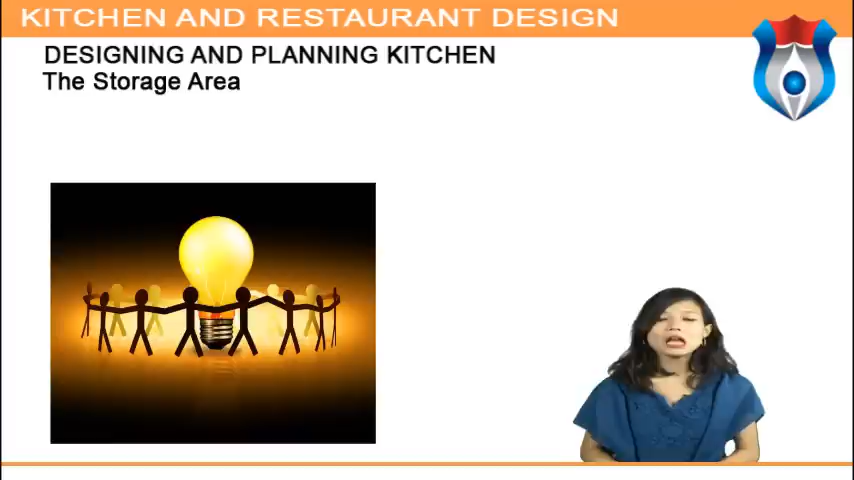 KITCHEN AND RESTAURANT DESIGN
DESIGNING AND PLANNING KITCHEN
The Storage Area